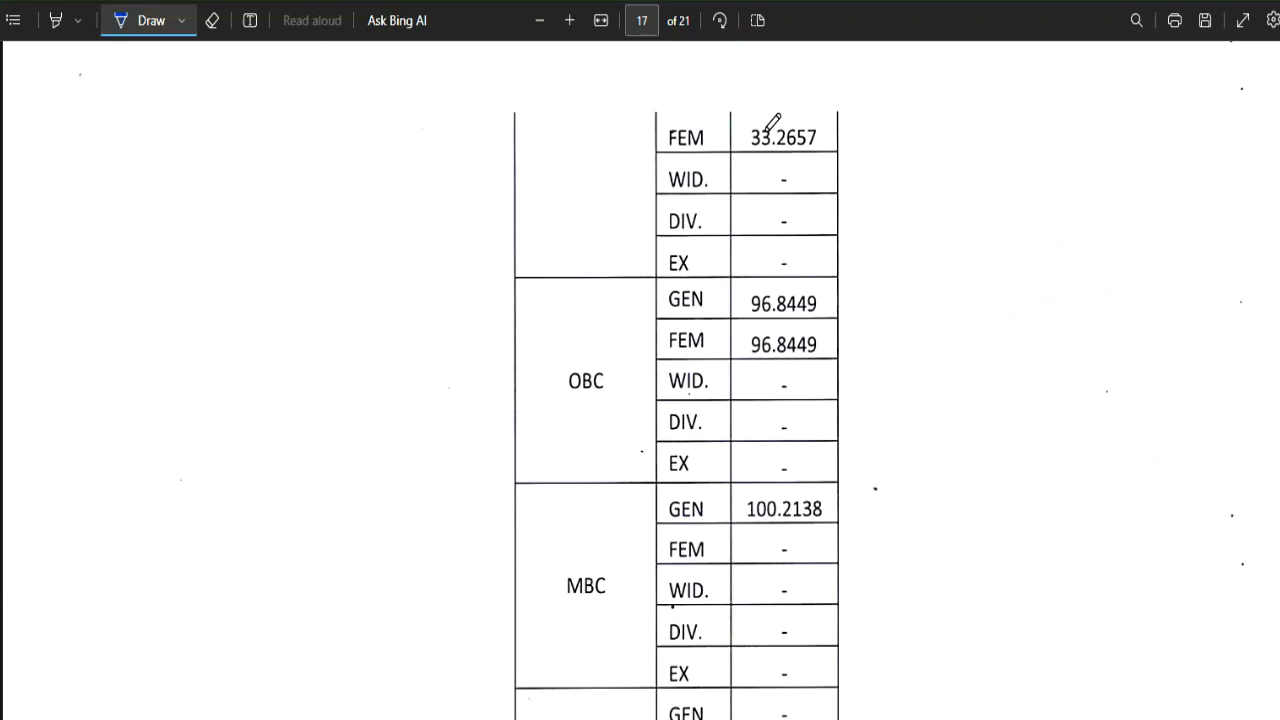 Draw Read aloud Ask Bing AI 17 of 21
FEM 33.2657
WID. -
DIV. -
EX -
OBC
GEN 96.8449
FEM 96.8449
WID. -
DIV. -
EX -
MBC
GEN 100.2138
FEM -
WID. -
DIV. -
EX -
GEN -